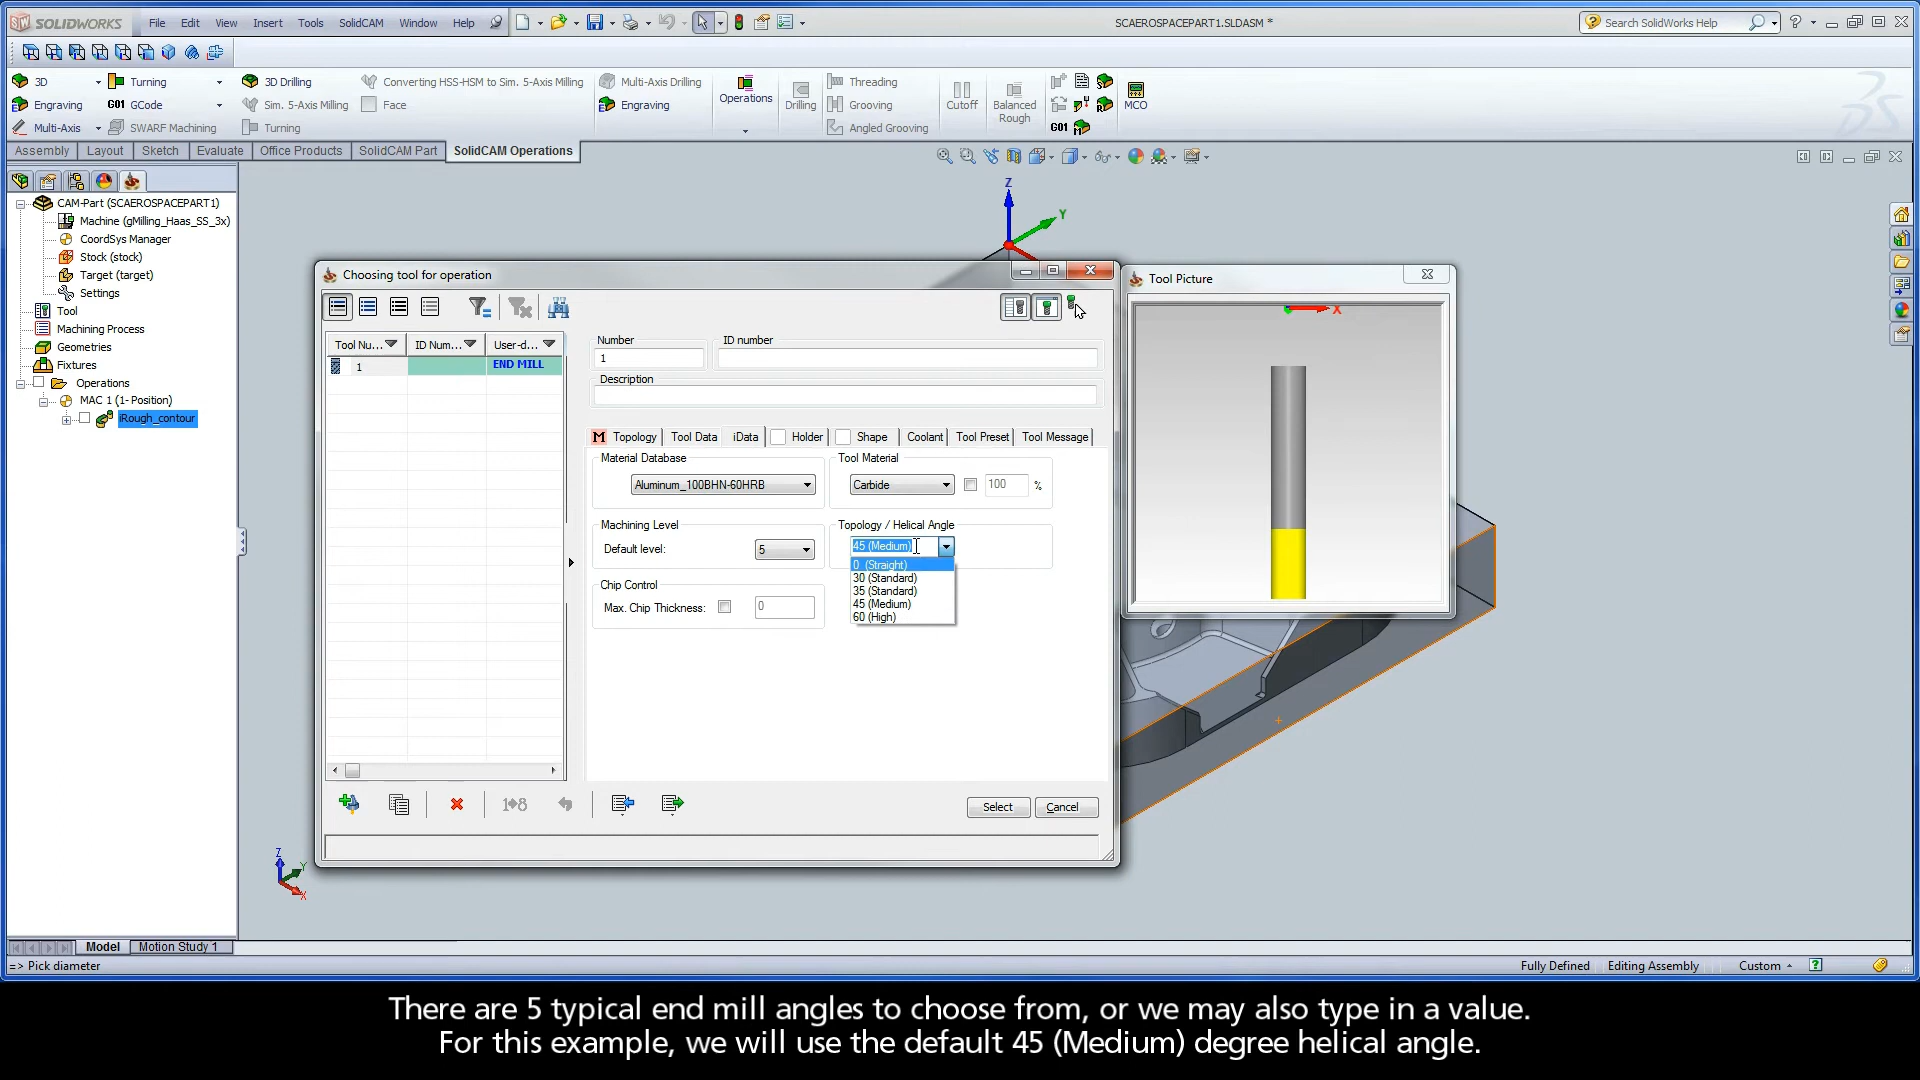 SOLIDWORKS File Edit View Insert Tools SolidCAM Window Help SCAEROSPACEPART1.SLDASM * Search SolidWorks Help
3D Turning 3D Drilling Converting HSS-HSM to Sim. 5-Axis Milling Multi-Axis Drilling Threading
Engraving G01 GCode Sim. 5-Axis Milling Face Engraving Operations Drilling Grooving Cutoff Balanced Rough MCO
Multi-Axis SWARF Machining Turning Angled Grooving G01
Assembly Layout Sketch Evaluate Office Products SolidCAM Part SolidCAM Operations
CAM-Part (SCAEROSPACEPART1)
Machine (gMilling_Haas_SS_3x)
CoordSys Manager
Stock (stock)
Target (target)
Settings
Tool
Machining Process
Geometries
Fixtures
Operations
MAC 1 (1- Position)
iRough_contour
Z
Y
Choosing tool for operation
Tool Nu... ID Num... User-d...
1 END MILL
Number ID number
1
Description
M Topology Tool Data iData Holder Shape Coolant Tool Preset Tool Message
Material Database Tool Material
Aluminum_100BHN-60HRB Carbide 100 %
Machining Level Topology / Helical Angle
Default level: 5 45 (Medium)
0 (Straight)
30 (Standard)
35 (Standard)
45 (Medium)
60 (High)
Chip Control
Max. Chip Thickness: 0
1 8
Select Cancel
Tool Picture
X
Z
Y
X
Model Motion Study 1
=> Pick diameter Fully Defined Editing Assembly Custom
There are 5 typical end mill angles to choose from, or we may also type in a value.
For this example, we will use the default 45 (Medium) degree helical angle.